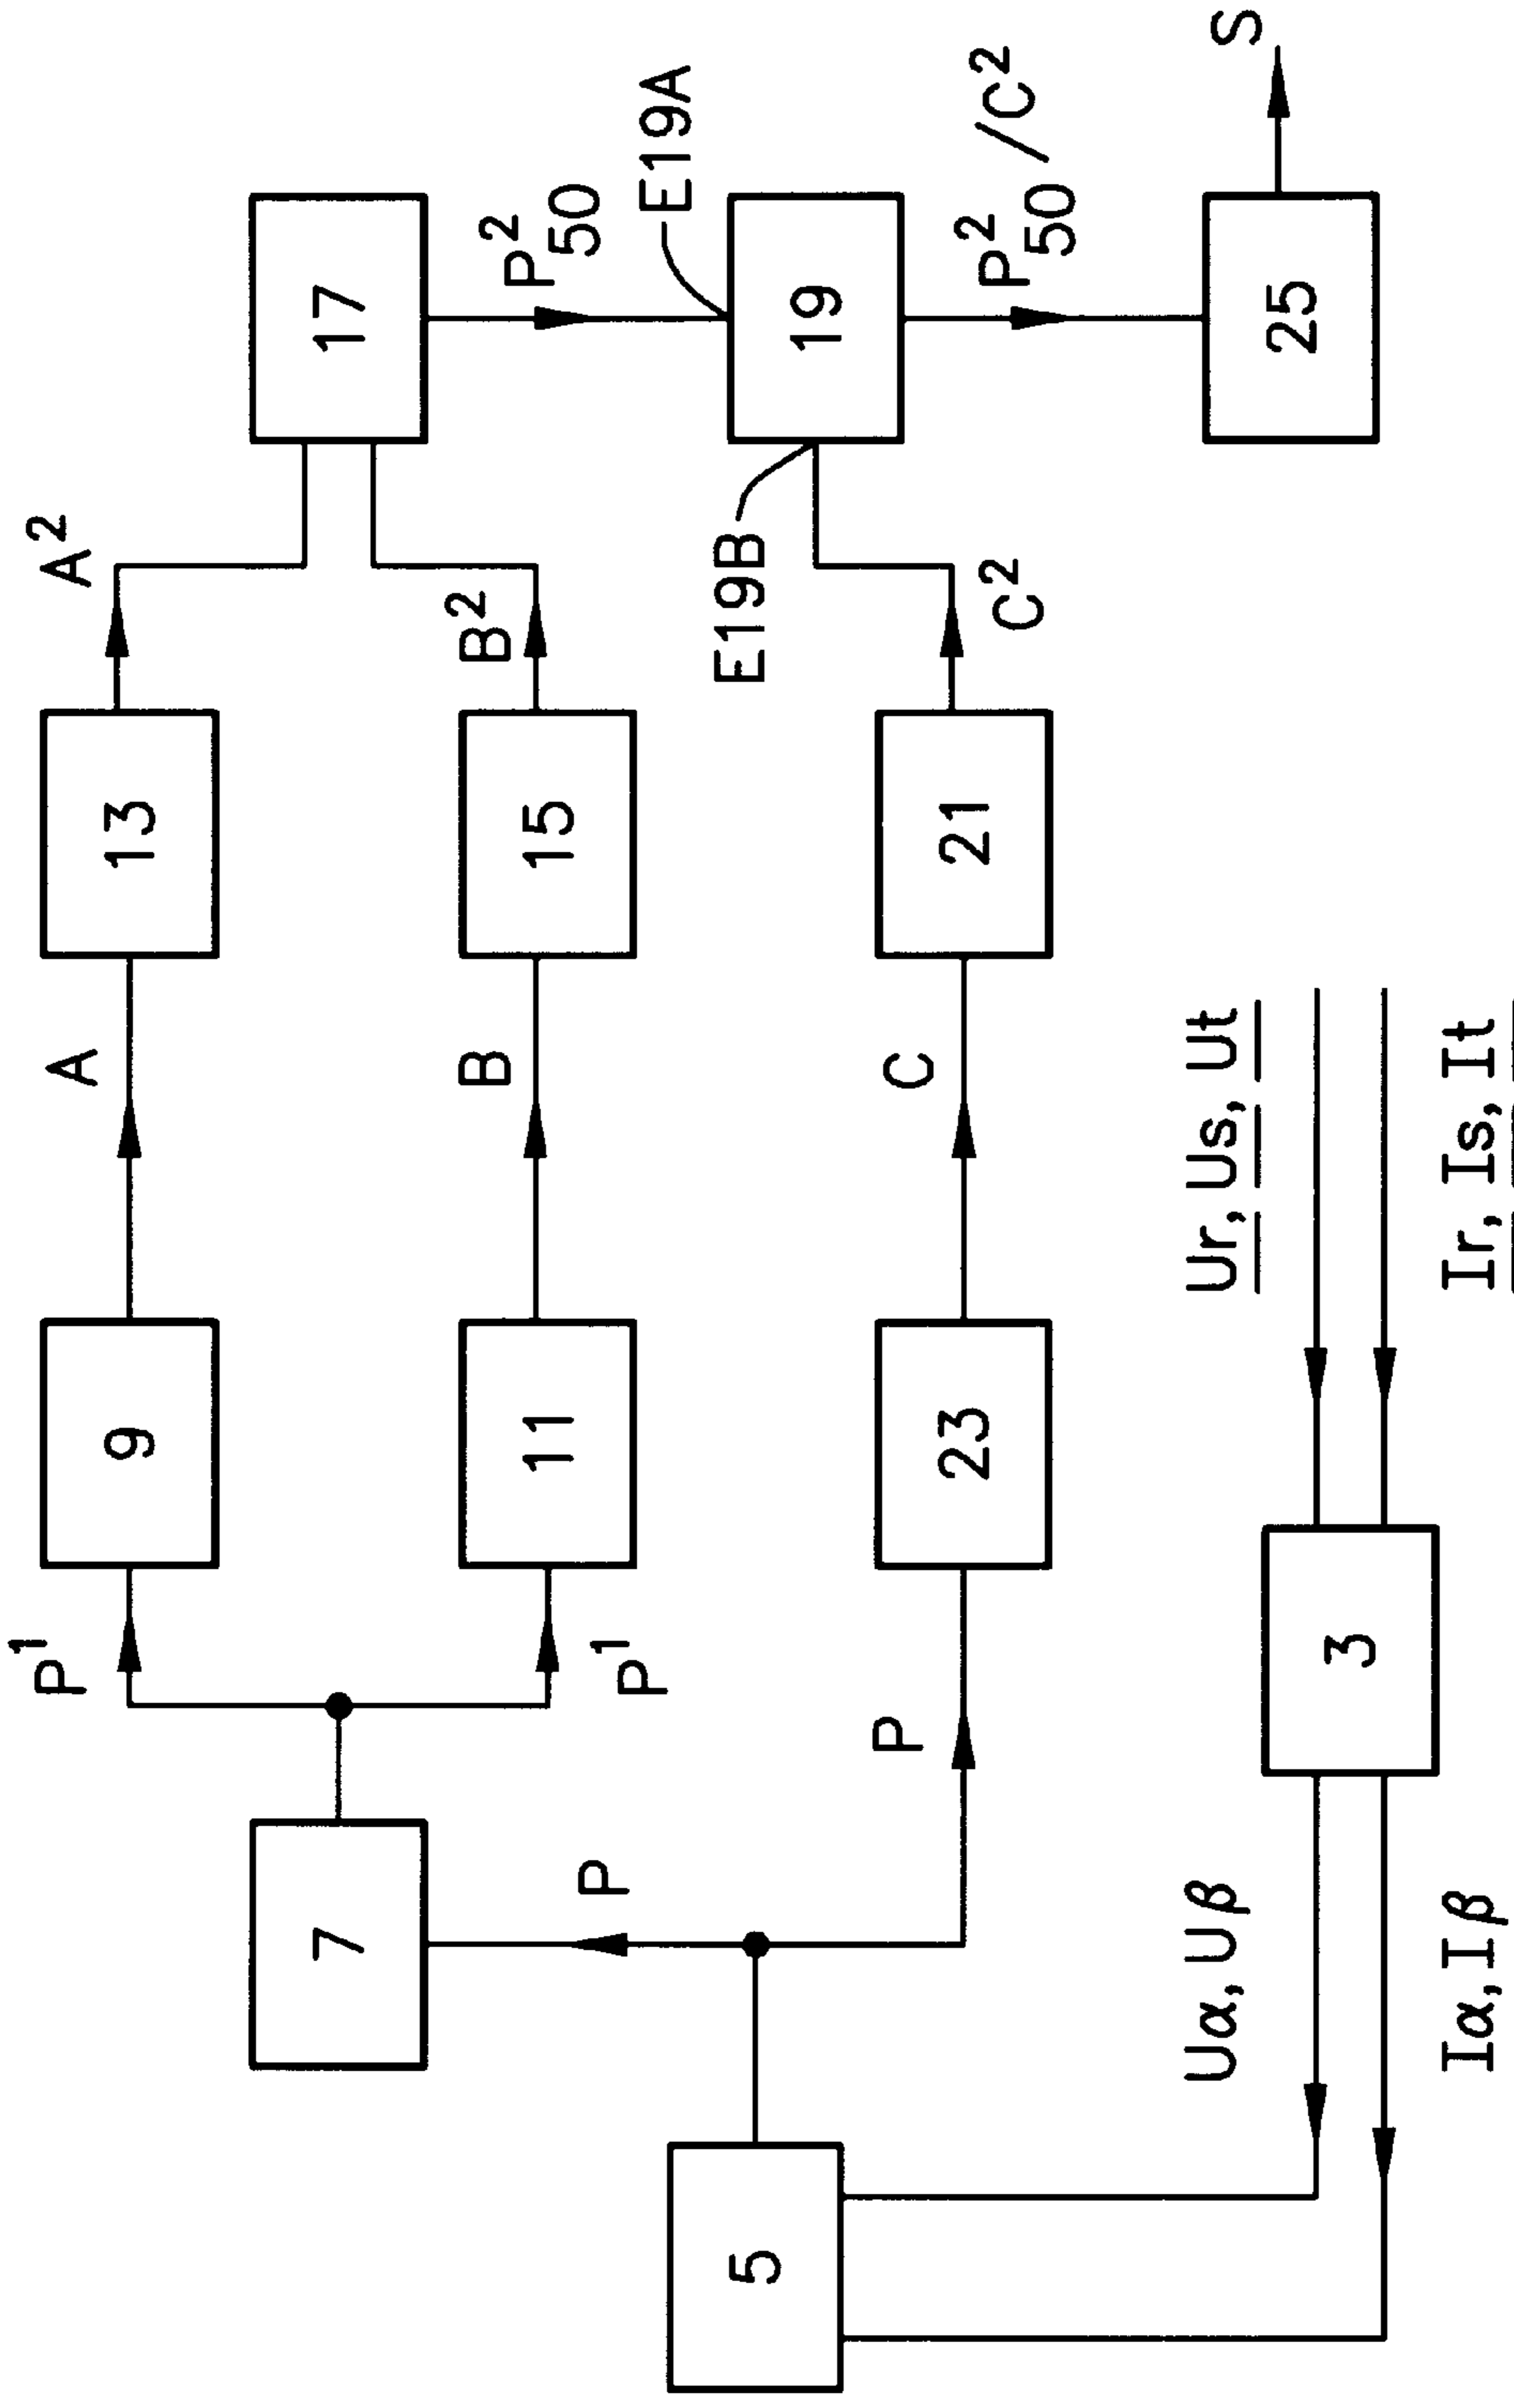 P¹
A
A²
9
13
7
17
P¹
B
B²
11
15
P
P²50
E19A
5
E19B
19
P
C
C²
23
21
P²50/C²
Uα, Uβ
Ur, Us, Ut
25
S
3
Iα, Iβ
Ir, Is, It